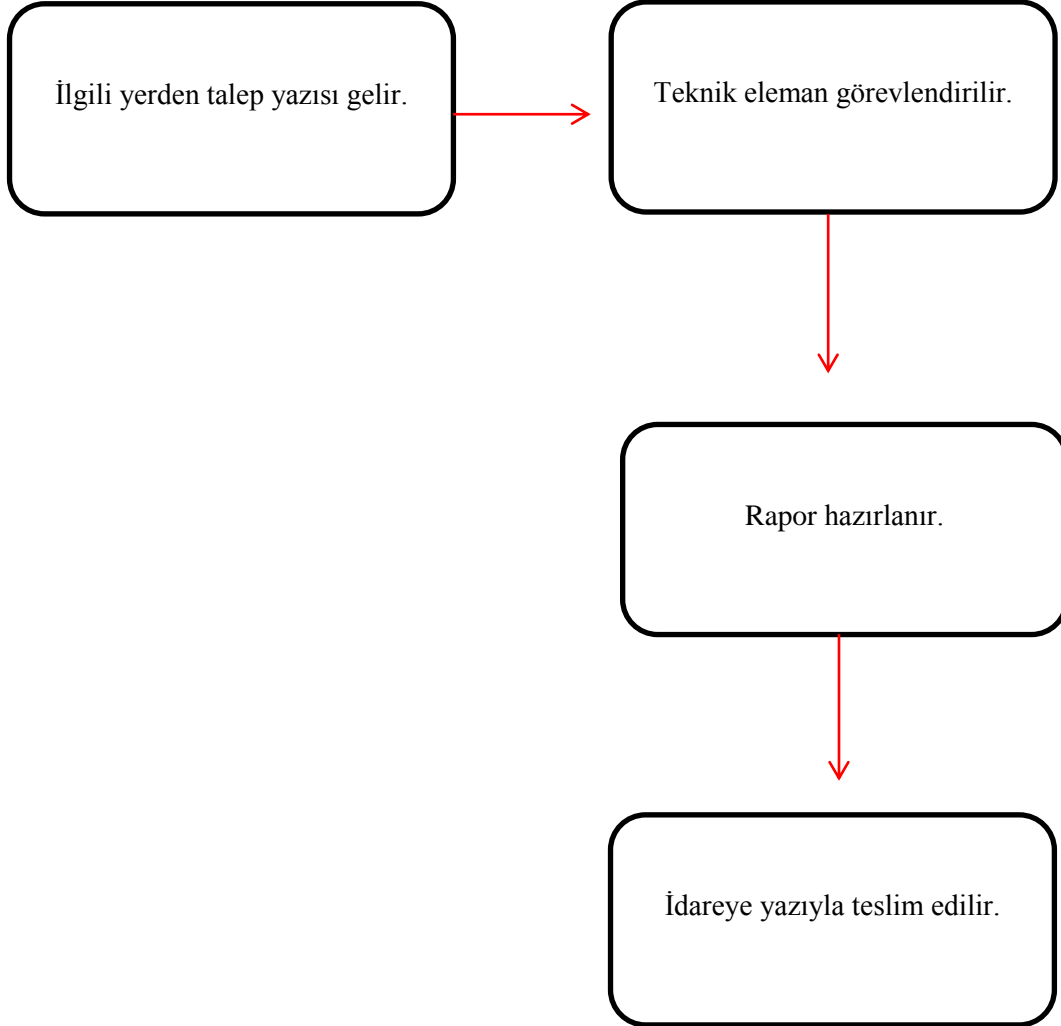 İlgili yerden talep yazısı gelir.
Teknik eleman görevlendirilir.
Rapor hazırlanır.
İdareye yazıyla teslim edilir.